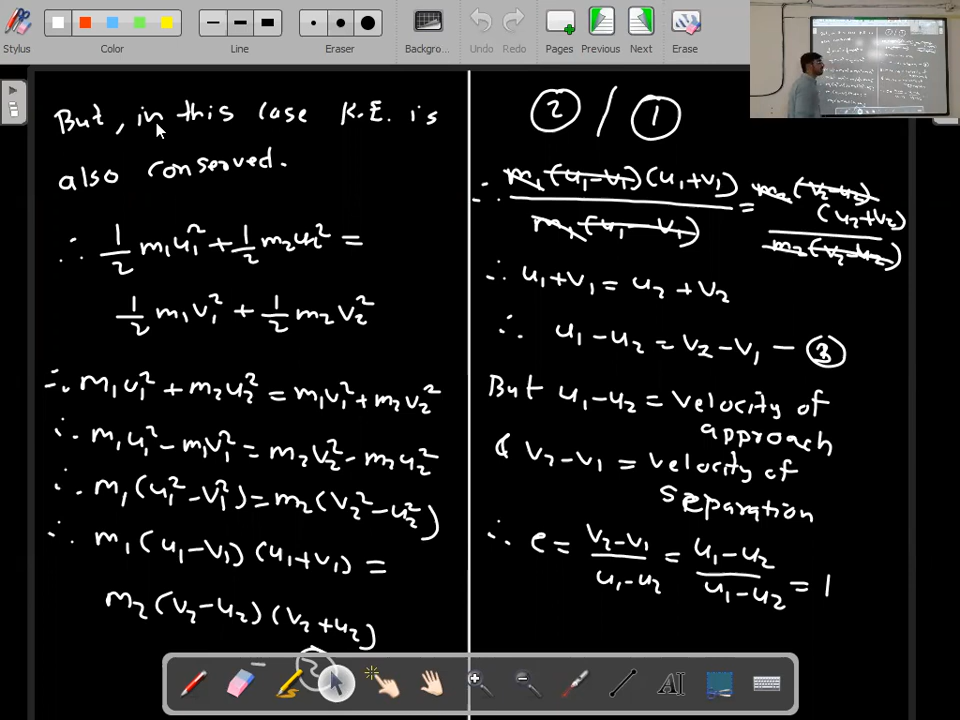 Stylus
Color
Line
Eraser
Backgro...
Undo
Redo
Pages
Previous
Next
Erase
But, in this case K.E. is
also conserved.
∴ 1/2 m₁u₁² + 1/2 m₂u₂² =
1/2 m₁v₁² + 1/2 m₂v₂²
∴ m₁u₁² + m₂u₂² = m₁v₁² + m₂v₂²
∴ m₁u₁² - m₁v₁² = m₂v₂² - m₂u₂²
∴ m₁(u₁² - v₁²) = m₂(v₂² - u₂²)
∴ m₁(u₁-v₁)(u₁+v₁) =
m₂(v₂-u₂)(v₂+u₂)
②
② / ①
∴ m₁(u₁-v₁)(u₁+v₁) / m₁(u₁-v₁) = m₂(v₂-u₂)(u₂+v₂) / m₂(v₂-u₂)
∴ u₁+v₁ = u₂+v₂
∴ u₁-u₂ = v₂-v₁ — ③
But u₁-u₂ = velocity of
approach
& v₂-v₁ = velocity of
separation
∴ e = v₂-v₁ / u₁-u₂ = u₁-u₂ / u₁-u₂ = 1
AI